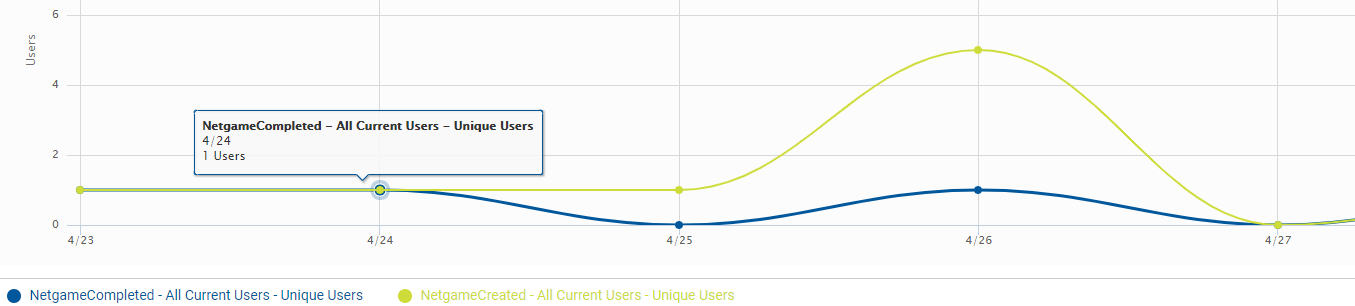 6
Users
4
NetgameCompleted – All Current Users – Unique Users
4/24
1 Users
2
0
4/23 4/24 4/25 4/26 4/27
NetgameCompleted - All Current Users - Unique Users NetgameCreated - All Current Users - Unique Users